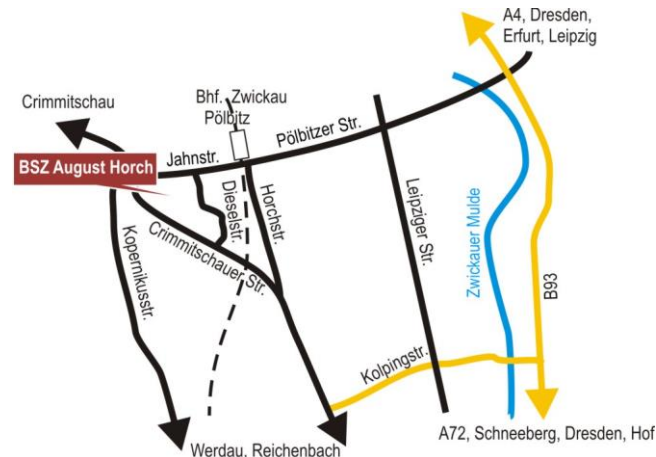 A4, Dresden,
Erfurt, Leipzig
Crimmitschau
Bhf. Zwickau
Pölbitz
Pölbitzer Str.
BSZ August Horch
Jahnstr.
Dieselstr.
Horchstr.
Leipziger Str.
Zwickauer Mulde
B93
Kopernikusstr.
Crimmitschauer Str.
Kolpingstr.
Werdau, Reichenbach
A72, Schneeberg, Dresden, Hof